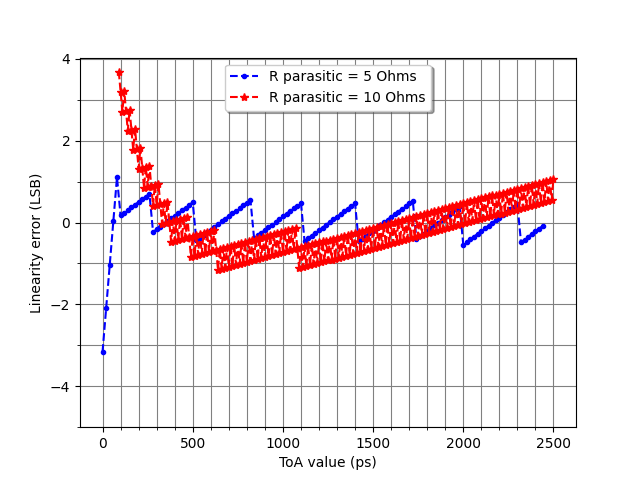 R parasitic = 5 Ohms
R parasitic = 10 Ohms
4
2
0
−2
−4
Linearity error (LSB)
0
500
1000
1500
2000
2500
ToA value (ps)